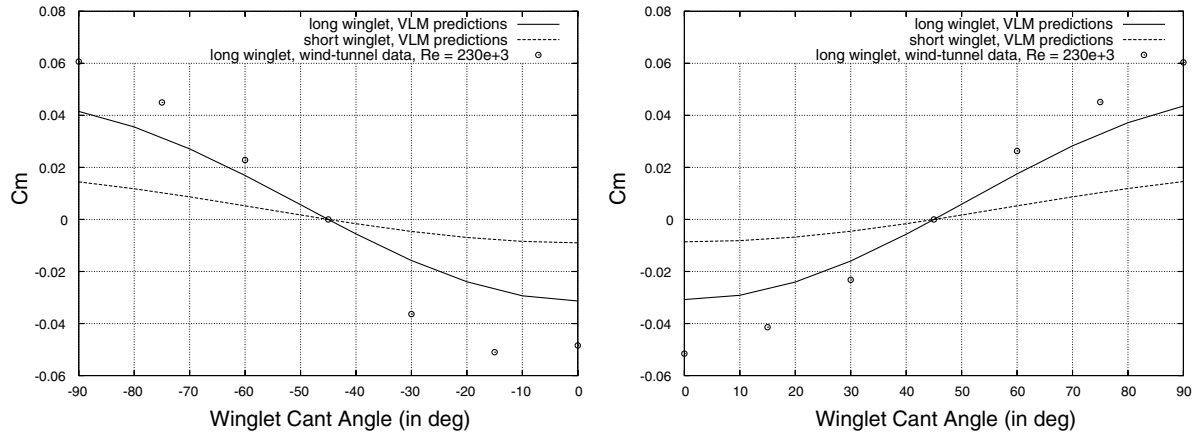 0.08
0.06
0.04
0.02
0
-0.02
-0.04
-0.06
Cm
long winglet, VLM predictions
short winglet, VLM predictions
long winglet, wind-tunnel data, Re = 230e+3
-90 -80 -70 -60 -50 -40 -30 -20 -10 0
Winglet Cant Angle (in deg)
0.08
0.06
0.04
0.02
0
-0.02
-0.04
-0.06
Cm
long winglet, VLM predictions
short winglet, VLM predictions
long winglet, wind-tunnel data, Re = 230e+3
0 10 20 30 40 50 60 70 80 90
Winglet Cant Angle (in deg)